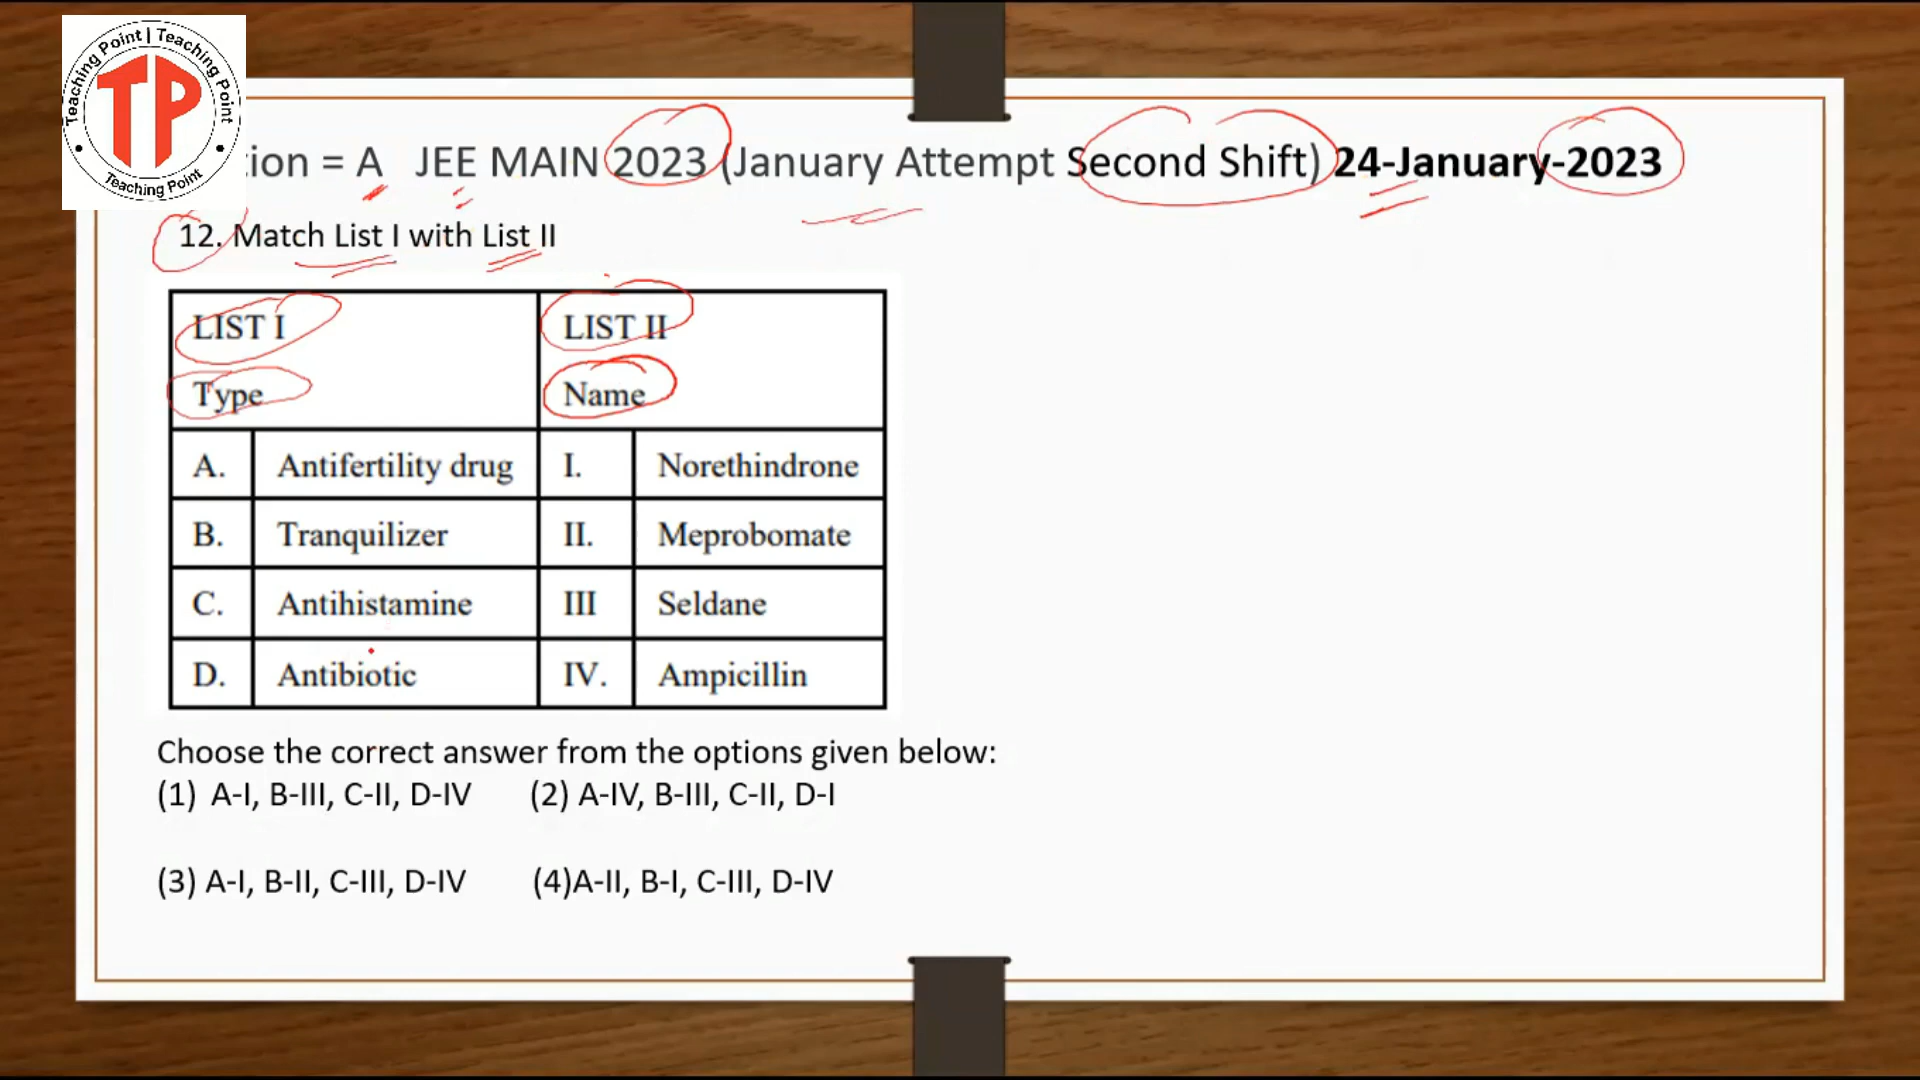 Teaching Point | Teaching Point
TP
Teaching Point
tion = A JEE MAIN 2023 (January Attempt Second Shift) 24-January-2023
12. Match List I with List II
LIST I LIST II
Type Name
A. Antifertility drug I. Norethindrone
B. Tranquilizer II. Meprobomate
C. Antihistamine III Seldane
D. Antibiotic IV. Ampicillin
Choose the correct answer from the options given below:
(1) A-I, B-III, C-II, D-IV (2) A-IV, B-III, C-II, D-I
(3) A-I, B-II, C-III, D-IV (4)A-II, B-I, C-III, D-IV